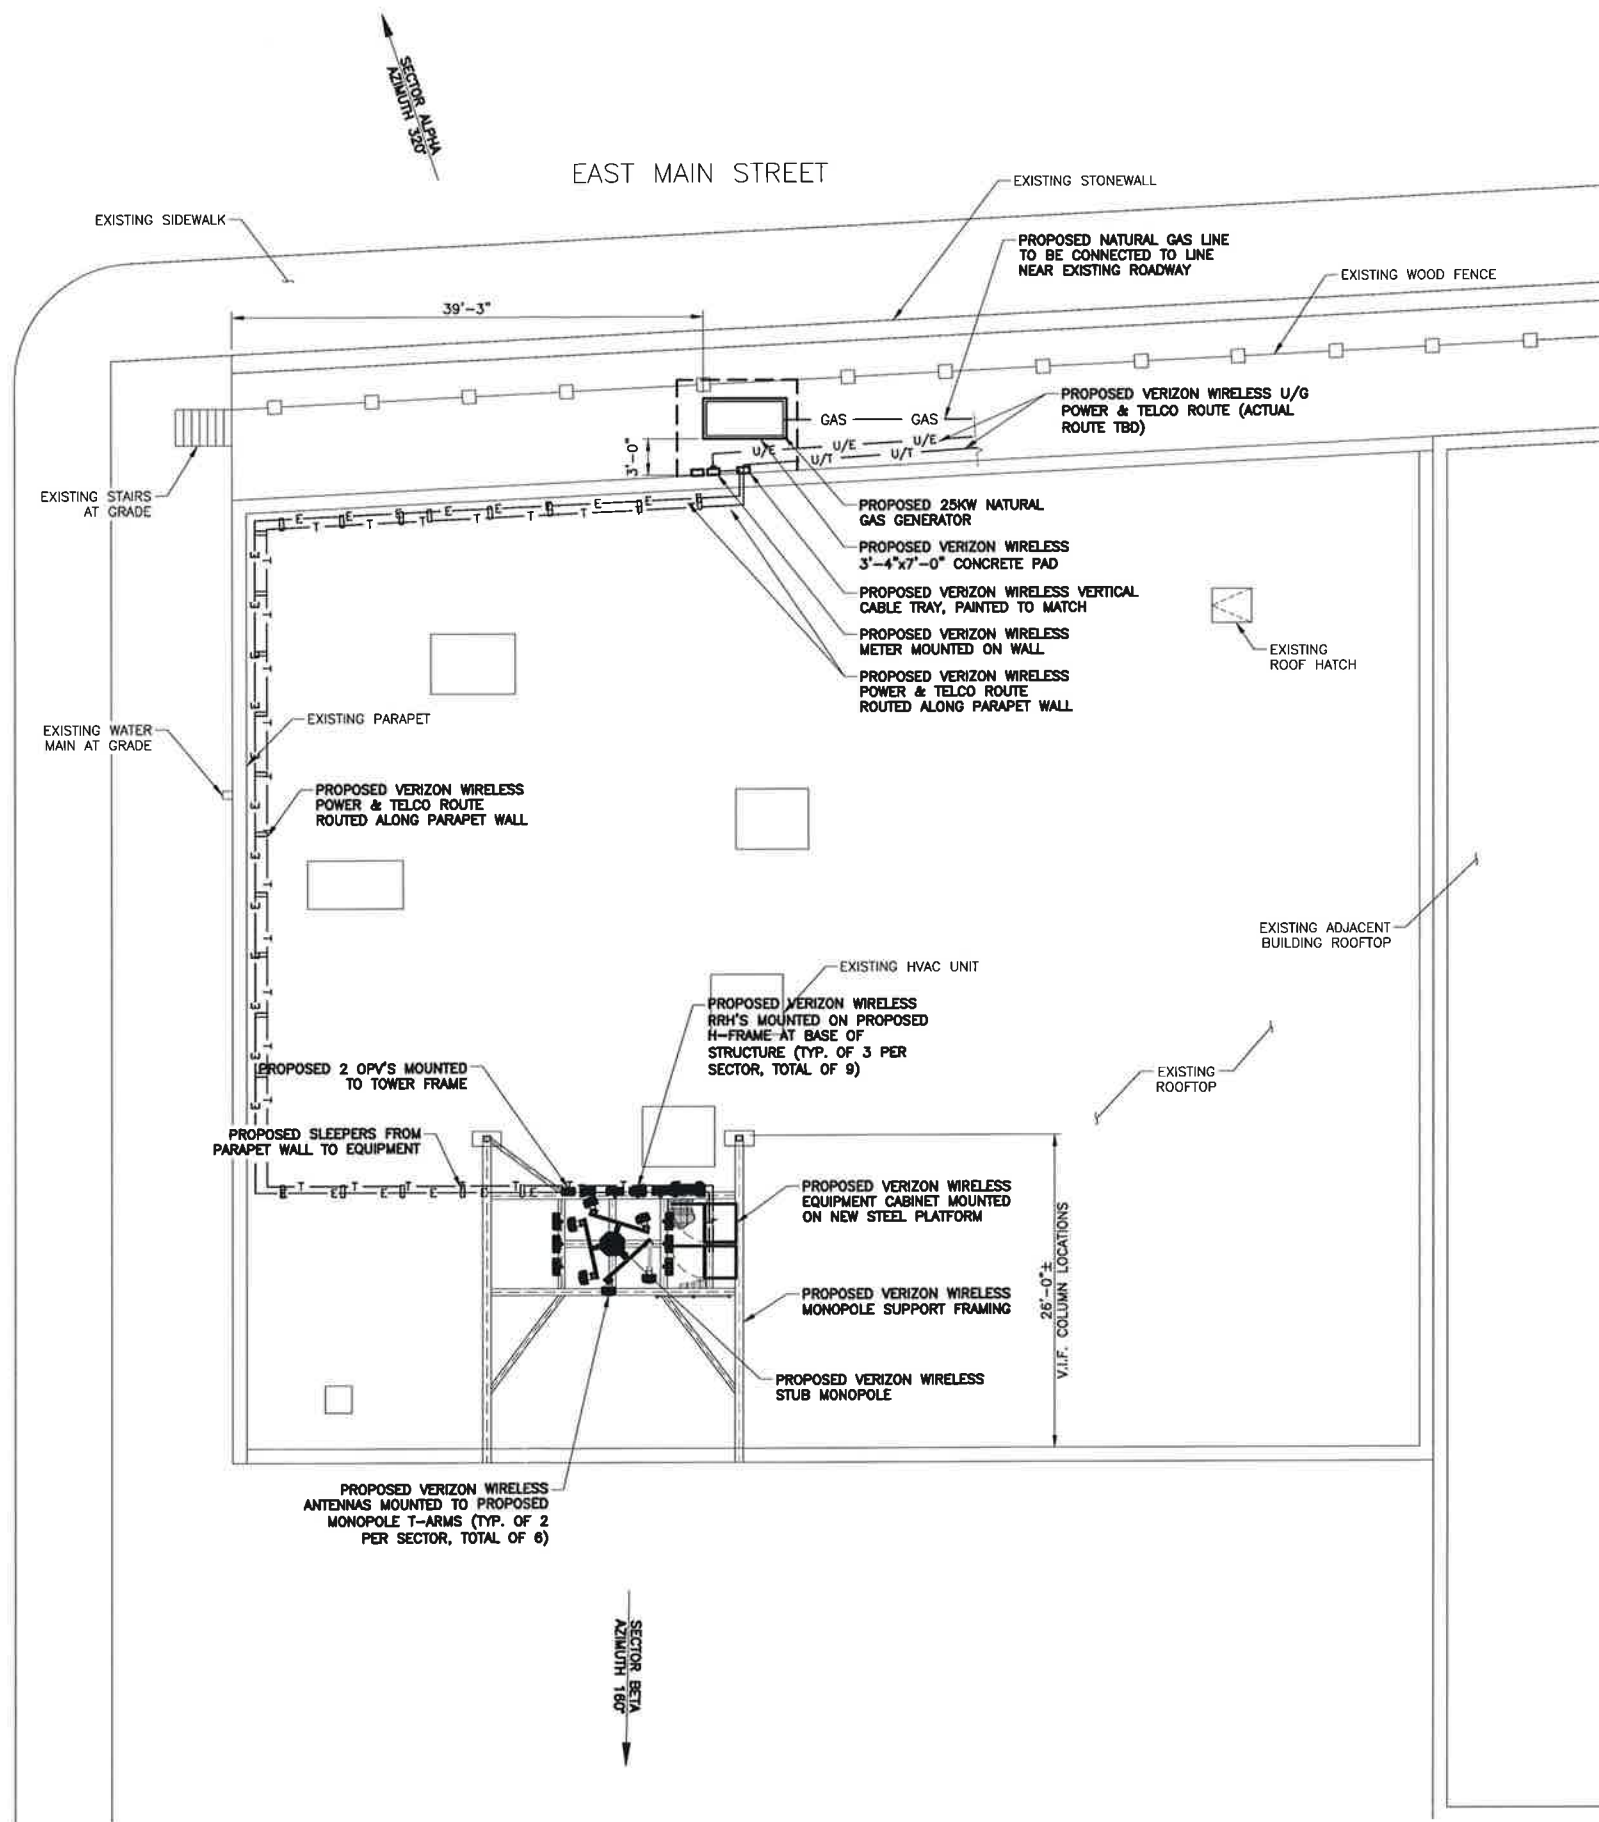 SECTOR ALPHA
AZIMUTH 320°
EAST MAIN STREET
EXISTING STONEWALL
EXISTING SIDEWALK
PROPOSED NATURAL GAS LINE
TO BE CONNECTED TO LINE
NEAR EXISTING ROADWAY
EXISTING WOOD FENCE
39'-3"
PROPOSED VERIZON WIRELESS U/G
POWER & TELCO ROUTE (ACTUAL
ROUTE TBD)
GAS GAS
U/E U/E U/E
U/T U/T
3'-0"
EXISTING STAIRS
AT GRADE
E E E E E E E
T T T T T T T
PROPOSED 25KW NATURAL
GAS GENERATOR
PROPOSED VERIZON WIRELESS
3'-4"x7'-0" CONCRETE PAD
PROPOSED VERIZON WIRELESS VERTICAL
CABLE TRAY, PAINTED TO MATCH
PROPOSED VERIZON WIRELESS
METER MOUNTED ON WALL
EXISTING
ROOF HATCH
PROPOSED VERIZON WIRELESS
POWER & TELCO ROUTE
ROUTED ALONG PARAPET WALL
EXISTING PARAPET
EXISTING WATER
MAIN AT GRADE
PROPOSED VERIZON WIRELESS
POWER & TELCO ROUTE
ROUTED ALONG PARAPET WALL
E E E E E E E E E E E E
T T T T T T T T T T T T
EXISTING ADJACENT
BUILDING ROOFTOP
EXISTING HVAC UNIT
PROPOSED VERIZON WIRELESS
RRH'S MOUNTED ON PROPOSED
H-FRAME AT BASE OF
STRUCTURE (TYP. OF 3 PER
SECTOR, TOTAL OF 9)
PROPOSED 2 OPV'S MOUNTED
TO TOWER FRAME
EXISTING
ROOFTOP
PROPOSED SLEEPERS FROM
PARAPET WALL TO EQUIPMENT
T T T T T T T
E E E E E E
PROPOSED VERIZON WIRELESS
EQUIPMENT CABINET MOUNTED
ON NEW STEEL PLATFORM
26'-0"±
V.I.F. COLUMN LOCATIONS
PROPOSED VERIZON WIRELESS
MONOPOLE SUPPORT FRAMING
PROPOSED VERIZON WIRELESS
STUB MONOPOLE
PROPOSED VERIZON WIRELESS
ANTENNAS MOUNTED TO PROPOSED
MONOPOLE T-ARMS (TYP. OF 2
PER SECTOR, TOTAL OF 6)
SECTOR BETA
AZIMUTH 160°